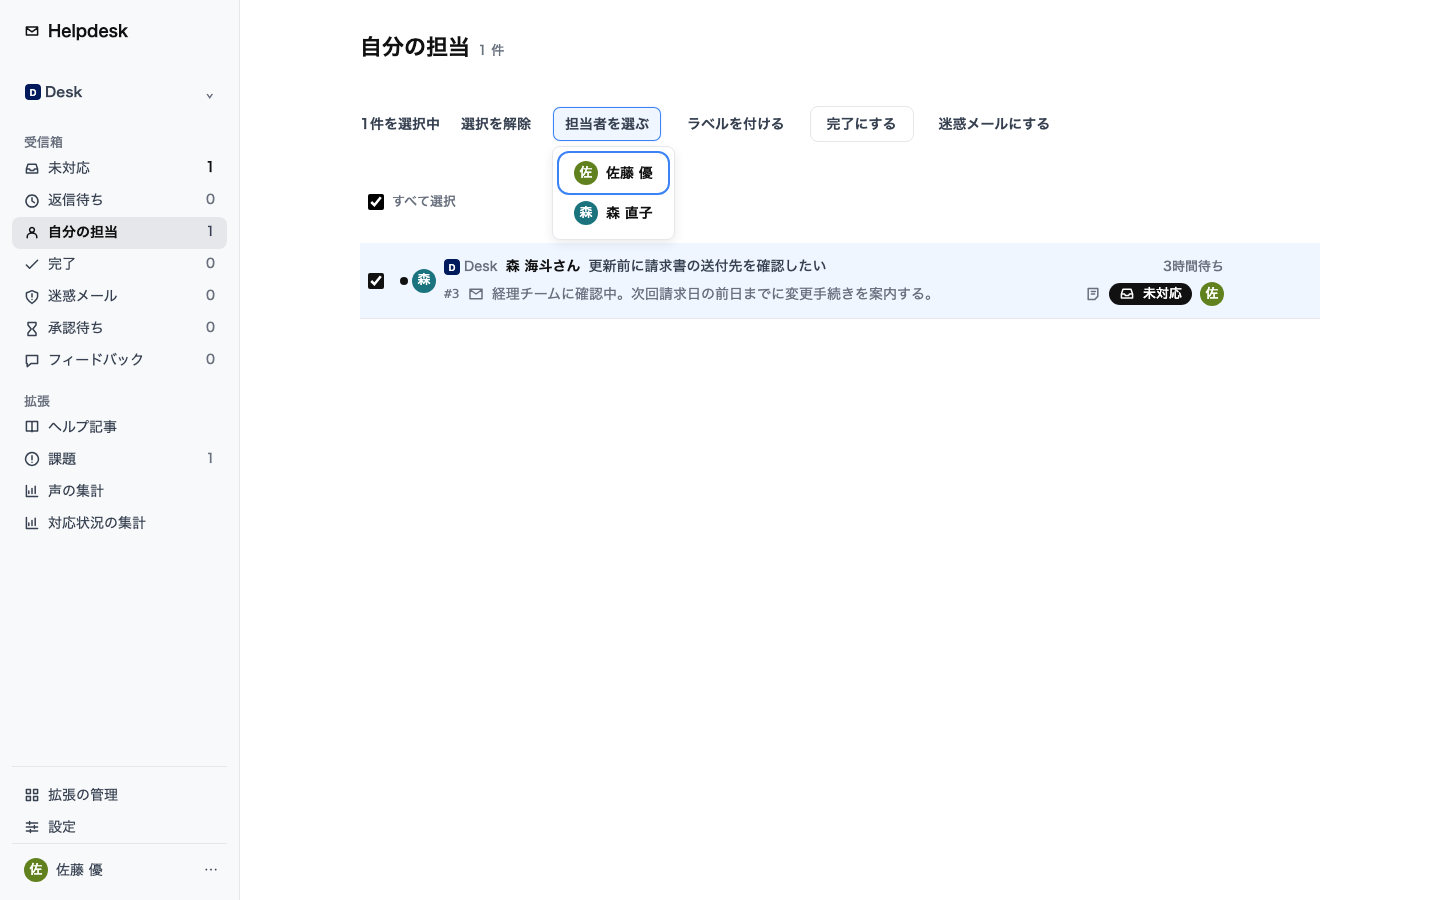 Helpdesk
D Desk
受信箱
未対応 1
返信待ち 0
自分の担当 1
完了 0
迷惑メール 0
承認待ち 0
フィードバック 0
拡張
ヘルプ記事
課題 1
声の集計
対応状況の集計
拡張の管理
設定
佐 佐藤 優 …
自分の担当 1 件
1件を選択中 選択を解除 担当者を選ぶ ラベルを付ける 完了にする 迷惑メールにする
佐 佐藤 優
森 森 直子
すべて選択
森 D Desk 森 海斗さん 更新前に請求書の送付先を確認したい 3時間待ち
#3 経理チームに確認中。次回請求日の前日までに変更手続きを案内する。 未対応 佐